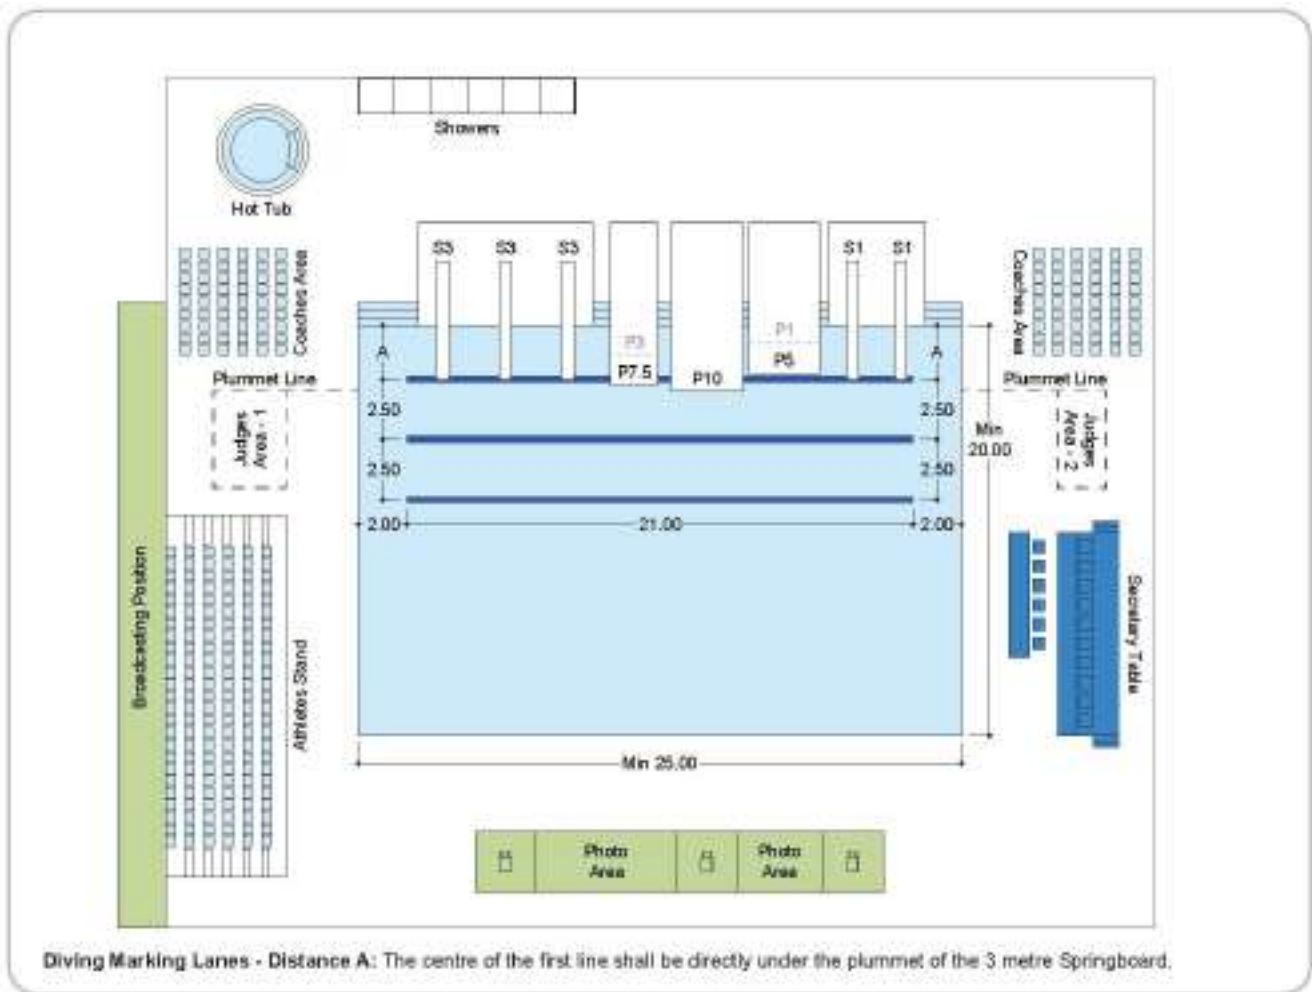 Showers
Hot Tub
S3
S3
S3
S1
S1
Coaches Area
Coaches Area
P3
P1
A
A
P7.5
P10
P5
Plummet Line
Plummet Line
2.50
2.50
Judges
Area - 1
Judges
Area - 2
Min
20.00
2.50
2.50
2.00
21.00
2.00
Broadcasting Position
Athletes Stand
Secretary Table
Min 25.00
Photo
Area
Photo
Area
Diving Marking Lanes - Distance A: The centre of the first line shall be directly under the plummet of the 3 metre Springboard.